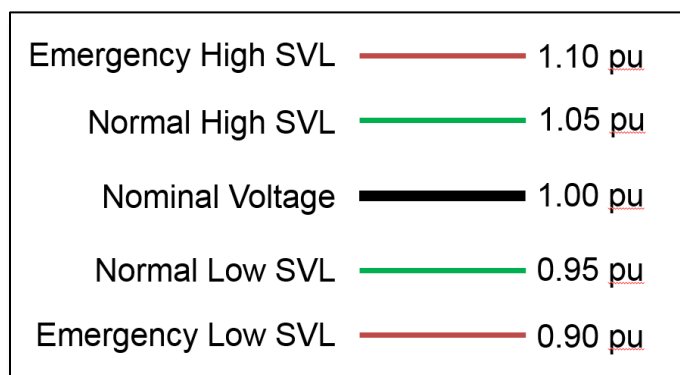 Emergency High SVL 1.10 pu
Normal High SVL 1.05 pu
Nominal Voltage 1.00 pu
Normal Low SVL 0.95 pu
Emergency Low SVL 0.90 pu